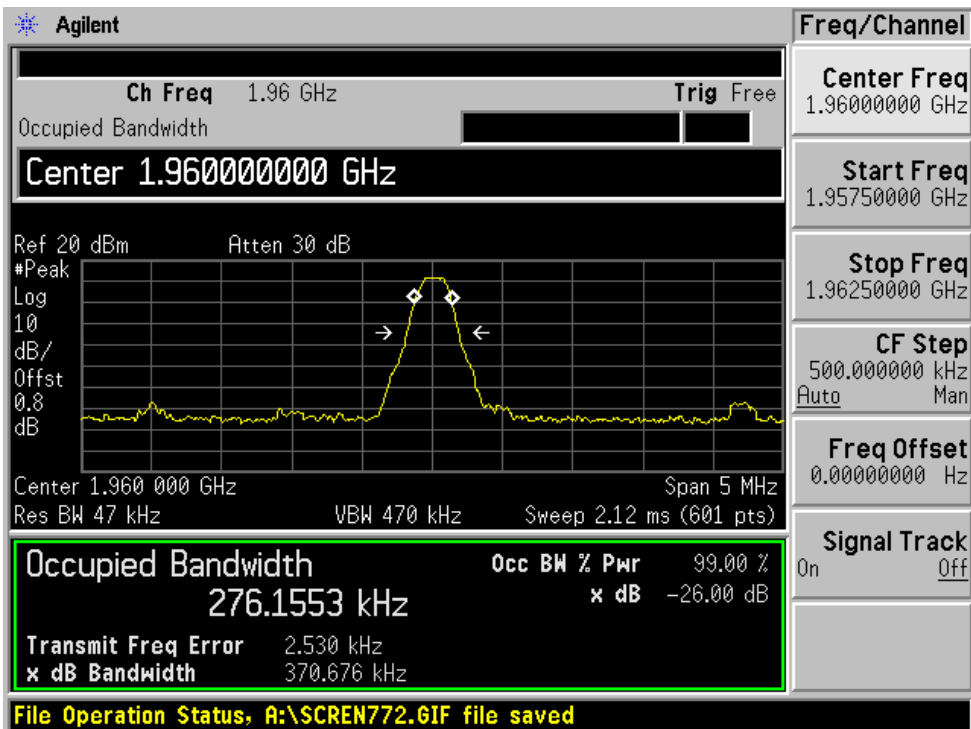 Agilent
Freq/Channel
Ch Freq 1.96 GHz Trig Free
Occupied Bandwidth
Center 1.960000000 GHz
Ref 20 dBm Atten 30 dB
#Peak
Log
10
dB/
Offst
0.8
dB
Center 1.960 000 GHz Span 5 MHz
Res BW 47 kHz VBW 470 kHz Sweep 2.12 ms (601 pts)
Occupied Bandwidth
276.1553 kHz
Occ BW % Pwr 99.00 %
x dB -26.00 dB
Transmit Freq Error 2.530 kHz
x dB Bandwidth 370.676 kHz
File Operation Status, A:\SCREN772.GIF file saved
Center Freq
1.96000000 GHz
Start Freq
1.95750000 GHz
Stop Freq
1.96250000 GHz
CF Step
500.000000 kHz
Auto Man
Freq Offset
0.00000000 Hz
Signal Track
On Off